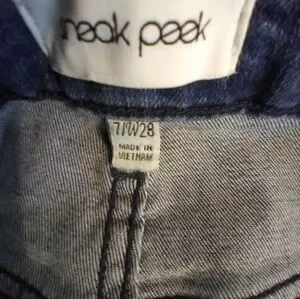 sneak peek
7/W28
MADE IN
VIETNAM